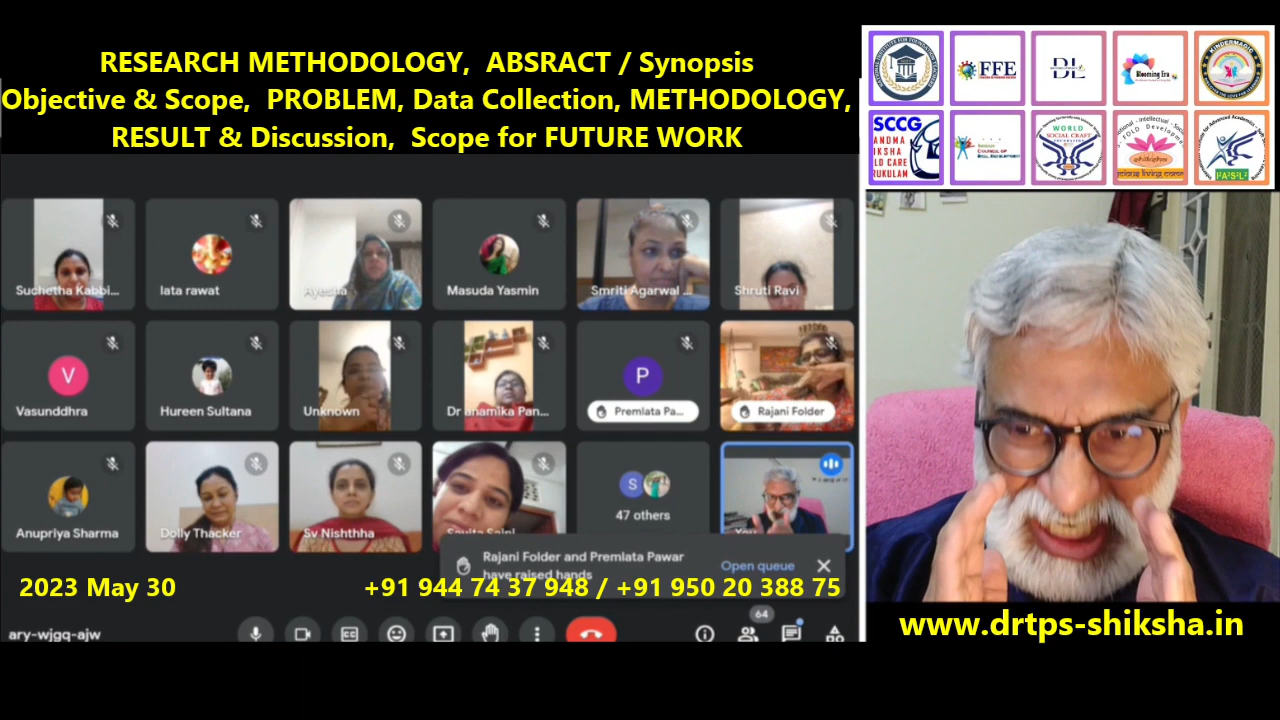 RESEARCH METHODOLOGY, ABSRACT / Synopsis
Objective & Scope, PROBLEM, Data Collection, METHODOLOGY,
RESULT & Discussion, Scope for FUTURE WORK
FFE
DL
Blooming Era
KINDERMAGIC
SCCG
WORLD
SOCIAL CRAFT
I²A²S²L²
Suchetha Kabbi...
lata rawat
Ayesha
Masuda Yasmin
Smriti Agarwal ...
Shruti Ravi
V
Vasunddhra
Hureen Sultana
Unknown
Dr anamika Pan...
P
Premlata Pa...
Rajani Folder
Anupriya Sharma
Dolly Thacker
Sv Nishthha
Savita Saini
S
47 others
You
Rajani Folder and Premlata Pawar
have raised hands
Open queue
2023 May 30
+91 944 74 37 948 / +91 950 20 388 75
64
ary-wjgq-ajw
www.drtps-shiksha.in